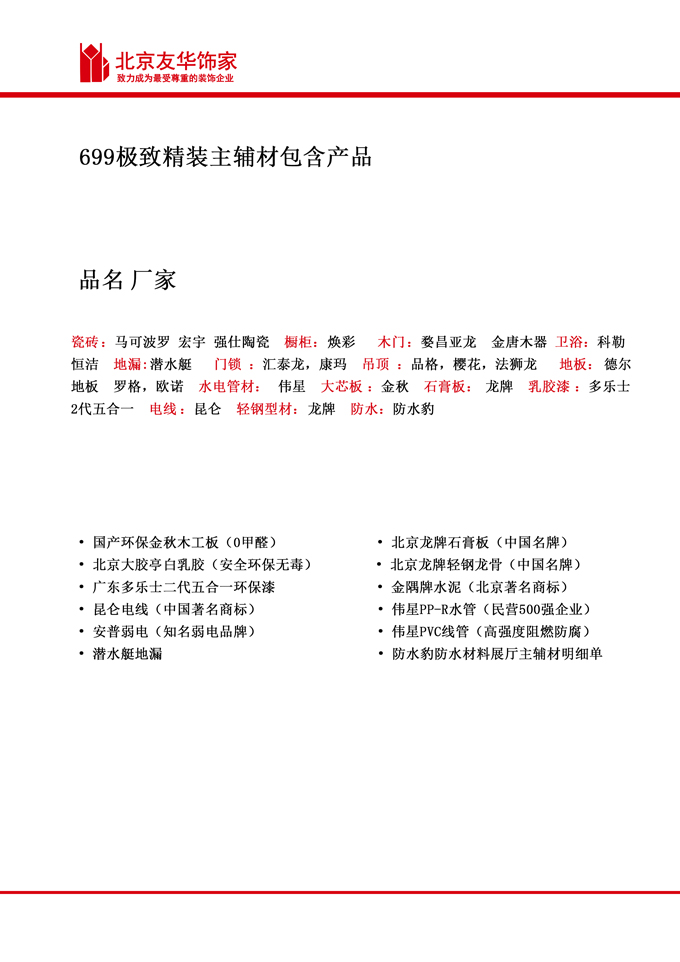 北京友华饰家
致力成为最受尊重的装饰企业
699极致精装主辅材包含产品
品名 厂家
瓷砖：马可波罗 宏宇 强仕陶瓷 橱柜：焕彩 木门：婺昌亚龙 金唐木器 卫浴：科勒
恒洁 地漏:潜水艇 门锁 ：汇泰龙，康玛 吊顶 ：品格，樱花，法狮龙 地板： 德尔
地板 罗格，欧诺 水电管材： 伟星 大芯板 ：金秋 石膏板： 龙牌 乳胶漆 ：多乐士
2代五合一 电线 ：昆仑 轻钢型材：龙牌 防水：防水豹
• 国产环保金秋木工板（0甲醛）
• 北京大胶亭白乳胶（安全环保无毒）
• 广东多乐士二代五合一环保漆
• 昆仑电线（中国著名商标）
• 安普弱电（知名弱电品牌）
• 潜水艇地漏
• 北京龙牌石膏板（中国名牌）
• 北京龙牌轻钢龙骨（中国名牌）
• 金隅牌水泥（北京著名商标）
• 伟星PP-R水管（民营500强企业）
• 伟星PVC线管（高强度阻燃防腐）
• 防水豹防水材料展厅主辅材明细单